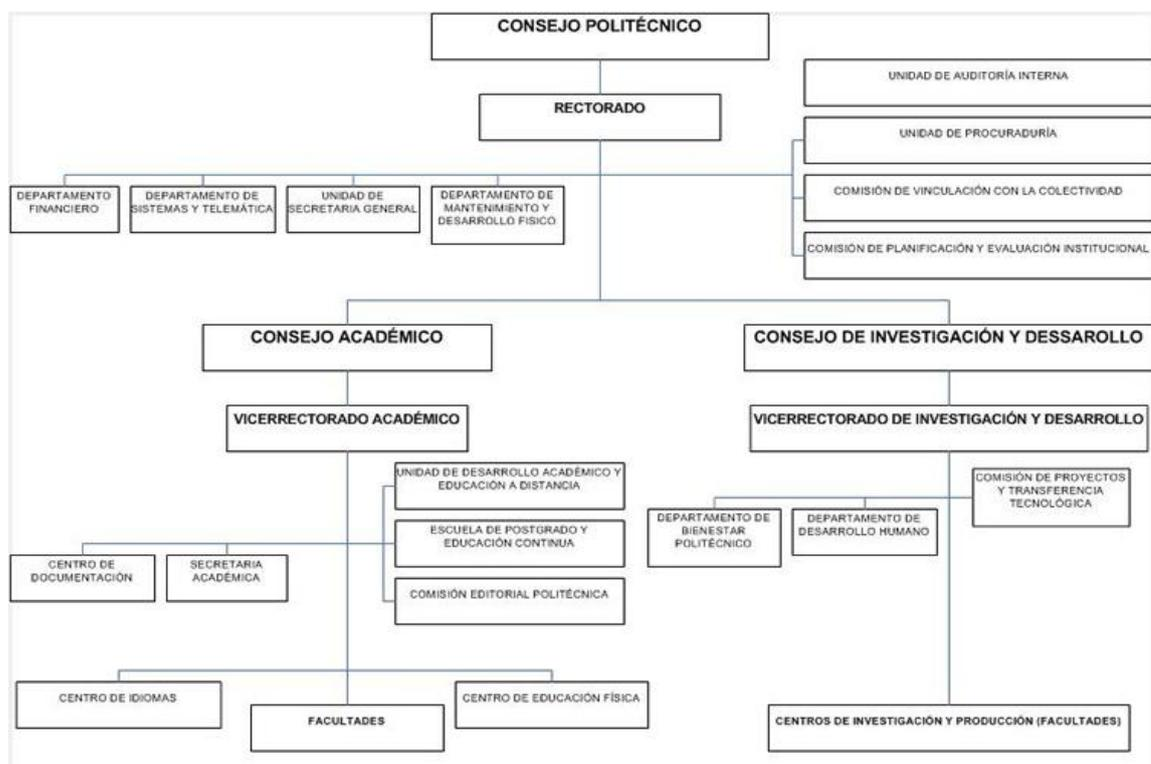 CONSEJO POLITÉCNICO
RECTORADO
UNIDAD DE AUDITORÍA INTERNA
UNIDAD DE PROCURADURÍA
COMISIÓN DE VINCULACIÓN CON LA COLECTIVIDAD
COMISIÓN DE PLANIFICACIÓN Y EVALUACIÓN INSTITUCIONAL
DEPARTAMENTO
FINANCIERO
DEPARTAMENTO DE
SISTEMAS Y TELEMÁTICA
UNIDAD DE
SECRETARIA GENERAL
DEPARTAMENTO DE
MANTENIMIENTO Y
DESARROLLO FISICO
CONSEJO ACADÉMICO
CONSEJO DE INVESTIGACIÓN Y DESSAROLLO
VICERRECTORADO ACADÉMICO
VICERRECTORADO DE INVESTIGACIÓN Y DESARROLLO
UNIDAD DE DESARROLLO ACADÉMICO Y
EDUCACIÓN A DISTANCIA
ESCUELA DE POSTGRADO Y
EDUCACIÓN CONTINUA
COMISIÓN EDITORIAL POLITÉCNICA
CENTRO DE
DOCUMENTACIÓN
SECRETARIA
ACADÉMICA
COMISIÓN DE PROYECTOS
Y TRANSFERENCIA
TECNOLÓGICA
DEPARTAMENTO DE
BIENESTAR
POLITÉCNICO
DEPARTAMENTO DE
DESARROLLO HUMANO
CENTRO DE IDIOMAS
FACULTADES
CENTRO DE EDUCACIÓN FÍSICA
CENTROS DE INVESTIGACIÓN Y PRODUCCIÓN (FACULTADES)